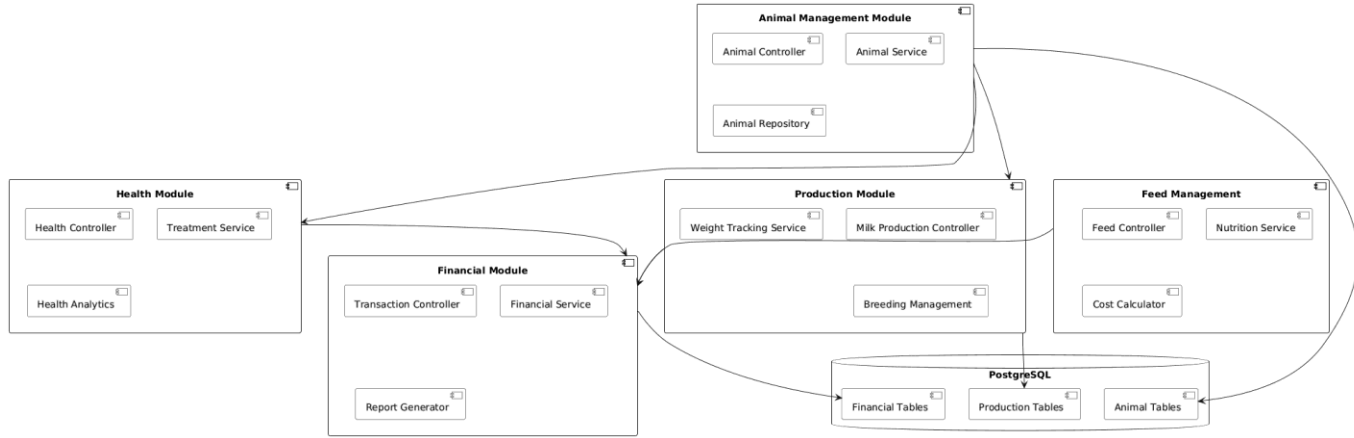 Animal Management Module
Animal Controller
Animal Service
Animal Repository
Health Module
Health Controller
Treatment Service
Health Analytics
Production Module
Weight Tracking Service
Milk Production Controller
Breeding Management
Feed Management
Feed Controller
Nutrition Service
Cost Calculator
Financial Module
Transaction Controller
Financial Service
Report Generator
PostgreSQL
Financial Tables
Production Tables
Animal Tables